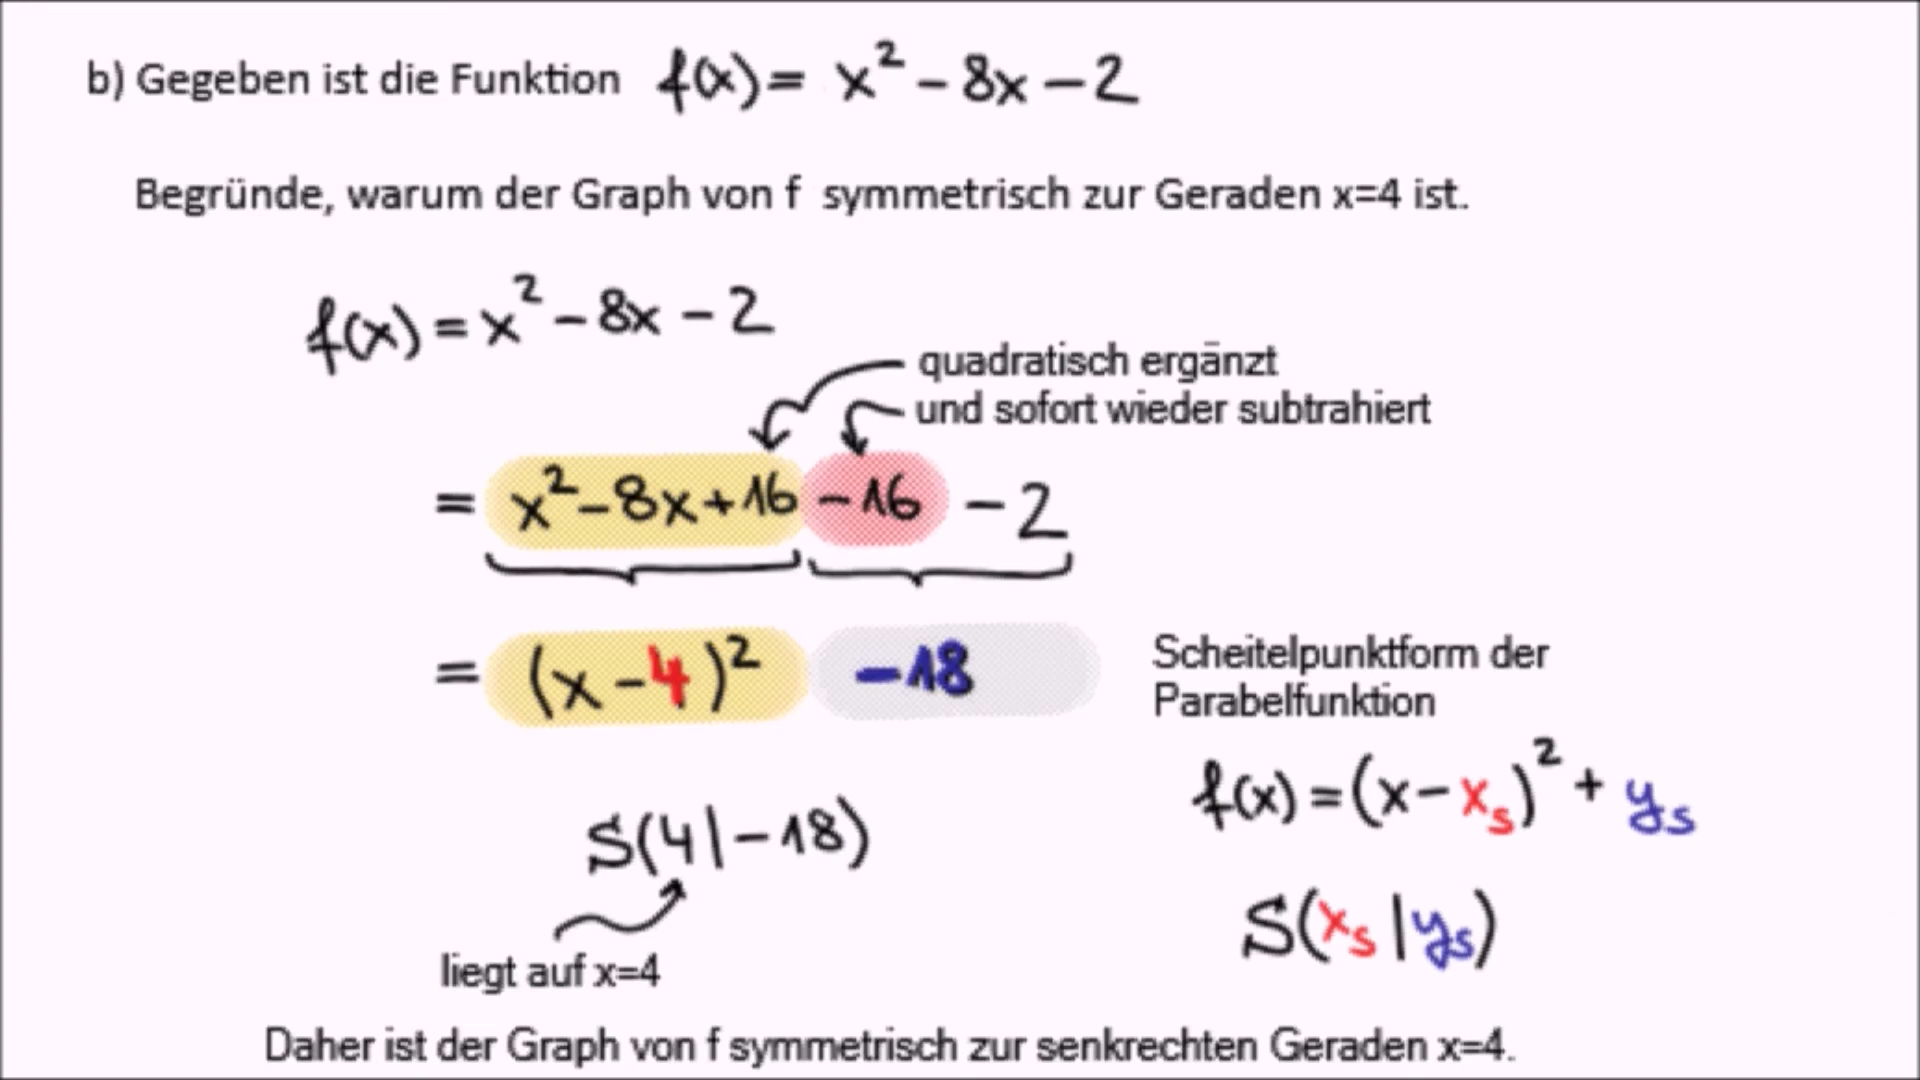 b) Gegeben ist die Funktion f(x) = x² - 8x - 2
Begründe, warum der Graph von f symmetrisch zur Geraden x=4 ist.
f(x) = x² - 8x - 2
quadratisch ergänzt
und sofort wieder subtrahiert
= x² - 8x + 16 - 16 - 2
= (x - 4)² - 18
Scheitelpunktform der
Parabelfunktion
f(x) = (x - xₛ)² + yₛ
S(4|-18)
S(xₛ|yₛ)
liegt auf x=4
Daher ist der Graph von f symmetrisch zur senkrechten Geraden x=4.